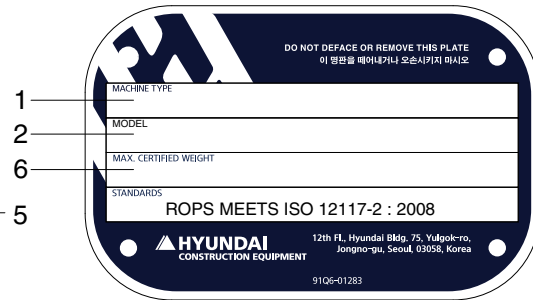 DO NOT DEFACE OR REMOVE THIS PLATE
이 명판을 떼어내거나 오손시키지 마시오
1
MACHINE TYPE
2
MODEL
6
MAX. CERTIFIED WEIGHT
5
STANDARDS
ROPS MEETS ISO 12117-2 : 2008
HYUNDAI
CONSTRUCTION EQUIPMENT
12th Fl., Hyundai Bldg. 75, Yulgok-ro,
Jongno-gu, Seoul, 03058, Korea
91Q6-01283